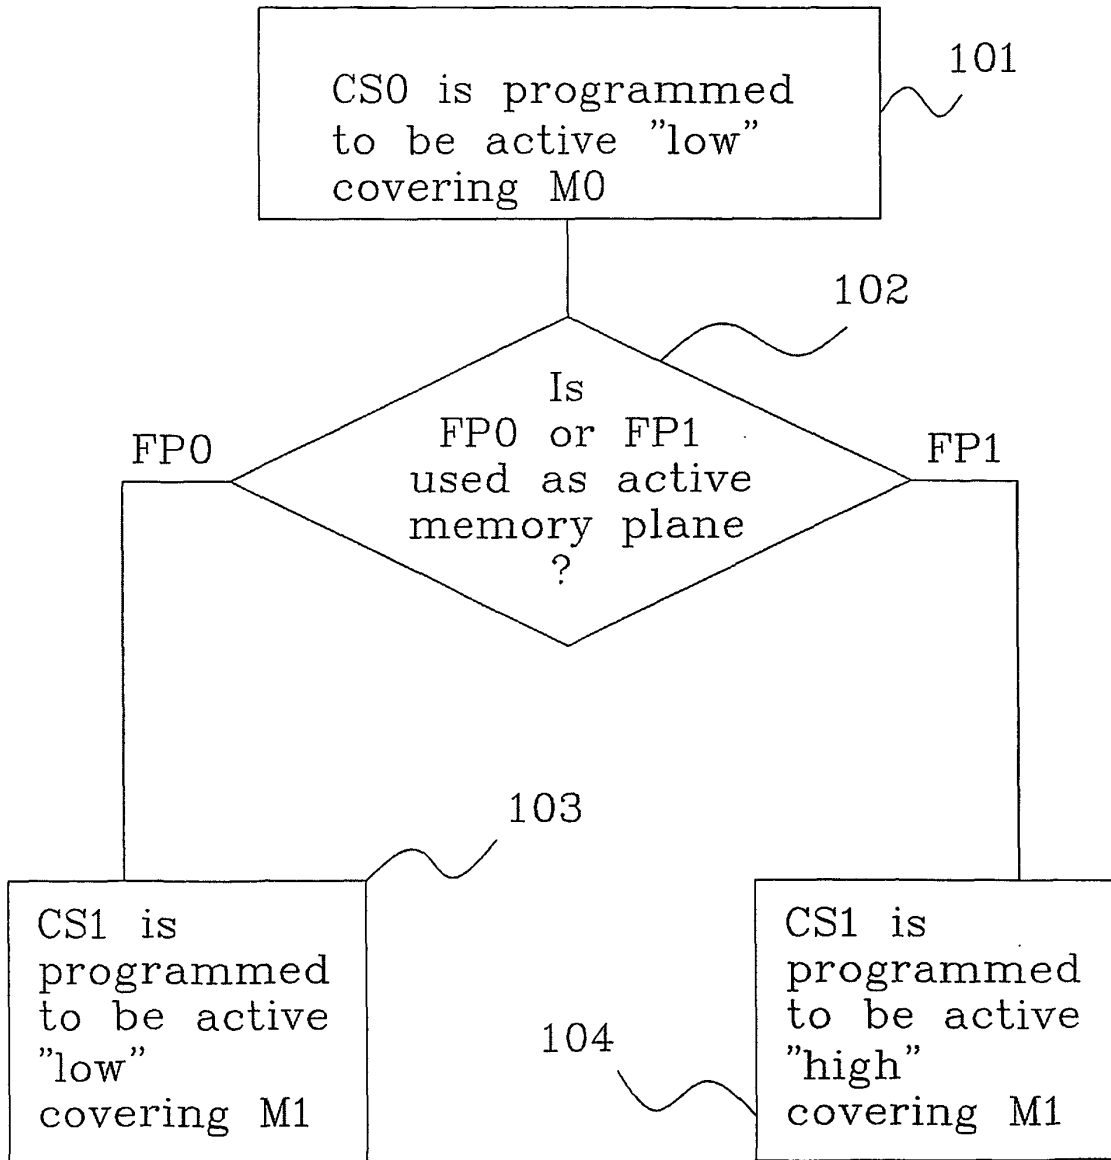 101
CS0 is programmed
to be active "low"
covering M0
102
Is
FP0 or FP1
used as active
memory plane
?
FP0
FP1
103
CS1 is
programmed
to be active
"low"
covering M1
104
CS1 is
programmed
to be active
"high"
covering M1